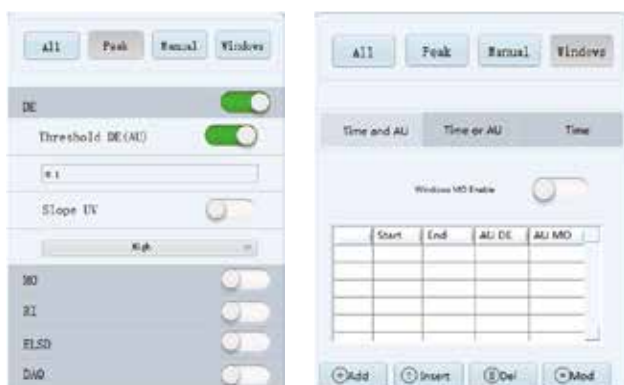 All Peak Manual Windows
DE
Threshold DE(AU)
0.1
Slope UV
High
MO
RI
ELSD
DAQ
All Peak Manual Windows
Time and AU Time or AU Time
Windows MO Enable
Start End AU DE AU MO
Add Insert Del Mod